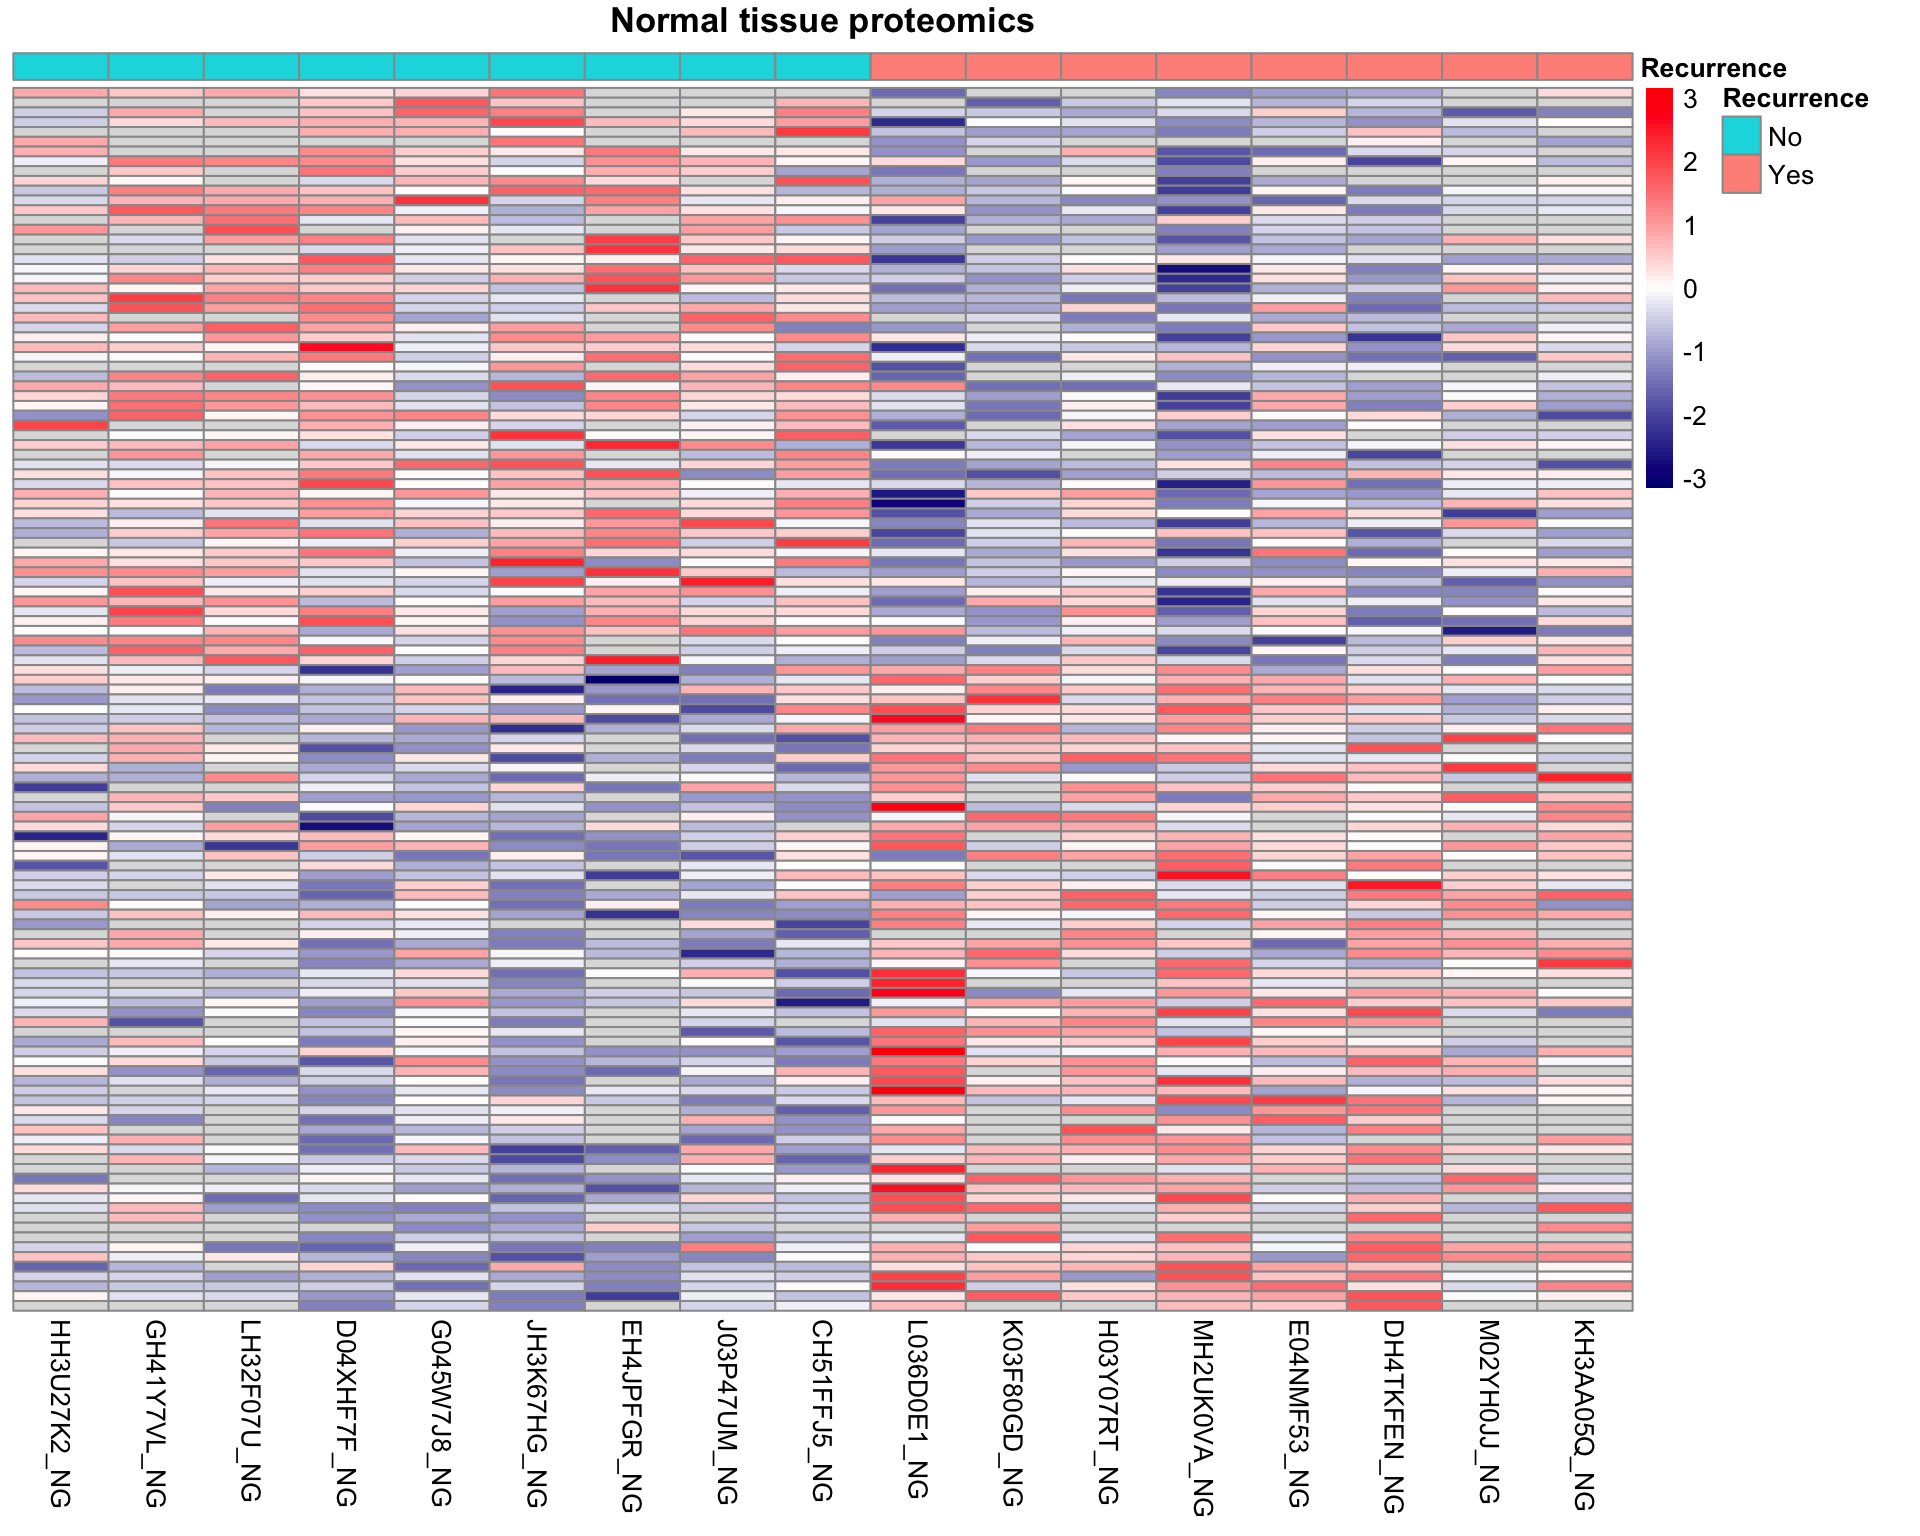 Normal tissue proteomics
Recurrence
3
2
1
0
-1
-2
-3
Recurrence
No
Yes
HH3U27K2_NG
GH41Y7VL_NG
LH32F07U_NG
D04XHF7F_NG
G045W7J8_NG
JH3K67HG_NG
EH4JPFGR_NG
J03P47UM_NG
CH51FFJ5_NG
L036D0E1_NG
K03F80GD_NG
H03Y07RT_NG
MH2UK0VA_NG
E04NMF53_NG
DH4TKFEN_NG
M02YH0JJ_NG
KH3AA05Q_NG